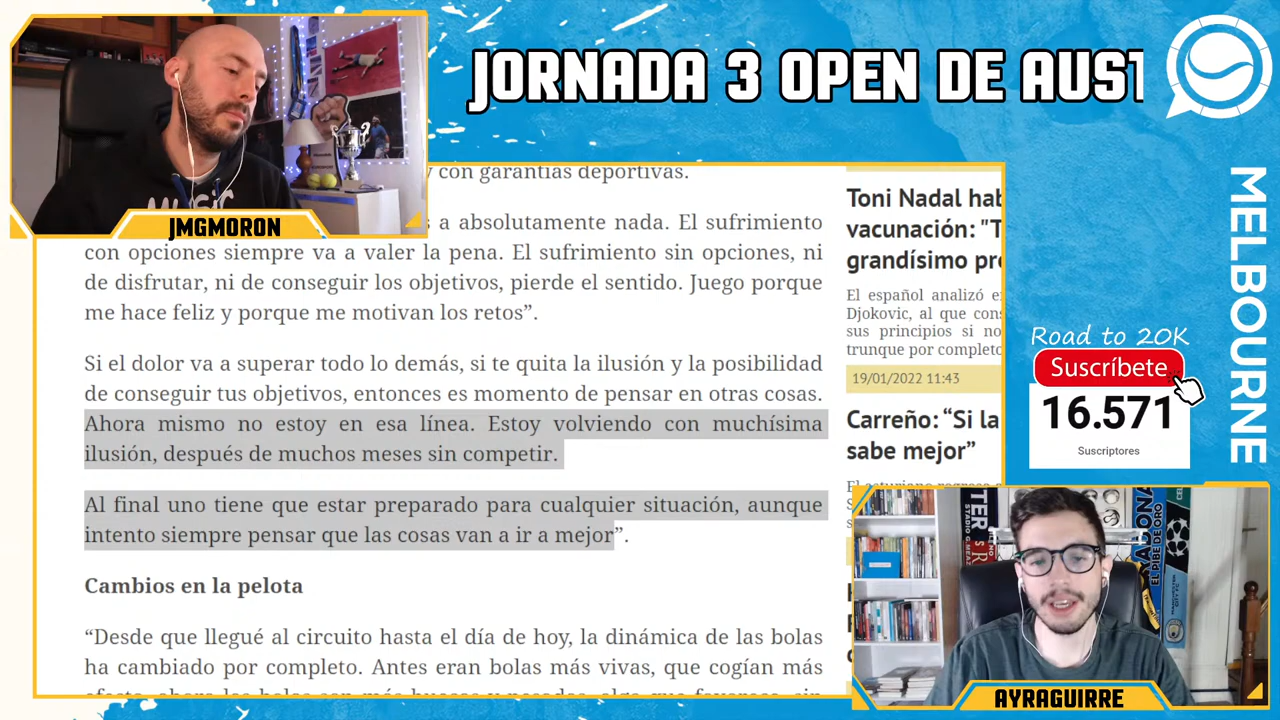 JORNADA 3 OPEN DE AUST
MUSIC
JMGMORON
y con garantías deportivas.
s a absolutamente nada. El sufrimiento
con opciones siempre va a valer la pena. El sufrimiento sin opciones, ni
de disfrutar, ni de conseguir los objetivos, pierde el sentido. Juego porque
me hace feliz y porque me motivan los retos”.
Si el dolor va a superar todo lo demás, si te quita la ilusión y la posibilidad
de conseguir tus objetivos, entonces es momento de pensar en otras cosas.
Ahora mismo no estoy en esa línea. Estoy volviendo con muchísima
ilusión, después de muchos meses sin competir.
Al final uno tiene que estar preparado para cualquier situación, aunque
intento siempre pensar que las cosas van a ir a mejor”.
Cambios en la pelota
“Desde que llegué al circuito hasta el día de hoy, la dinámica de las bolas
ha cambiado por completo. Antes eran bolas más vivas, que cogían más
Toni Nadal hab
vacunación: "T
grandísimo pro
El español analizó e
Djokovic, al que cons
sus principios si no
trunque por completo
19/01/2022 11:43
Carreño: “Si la
sabe mejor”
MELBOURNE
Road to 20K
Suscríbete
16.571
Suscriptores
EL PIBE DE ORO
AYRAGUIRRE